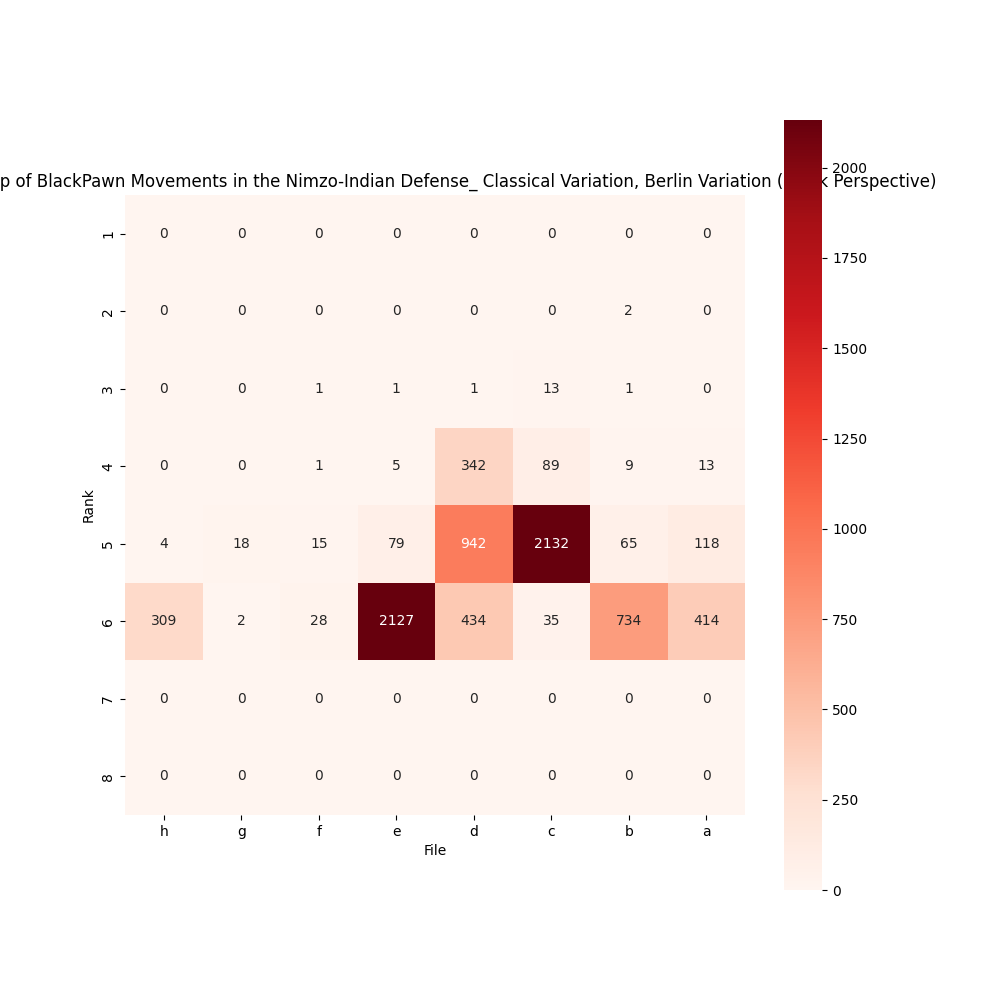 p of BlackPawn Movements in the Nimzo-Indian Defense_ Classical Variation, Berlin Variation ( k Perspective)
1 0 0 0 0 0 0 0 0
2 0 0 0 0 0 0 2 0
3 0 0 1 1 1 13 1 0
4 0 0 1 5 342 89 9 13
5 4 18 15 79 942 2132 65 118
6 309 2 28 2127 434 35 734 414
7 0 0 0 0 0 0 0 0
8 0 0 0 0 0 0 0 0
h g f e d c b a
File
Rank
2000
1750
1500
1250
1000
750
500
250
0